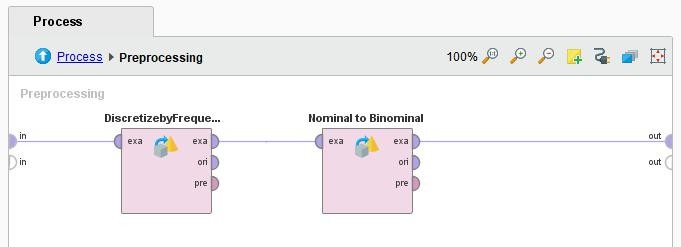 Process
Process ▸ Preprocessing 100%
Preprocessing
DiscretizebyFreque... Nominal to Binominal
in exa exa exa exa out
in ori ori out
pre pre